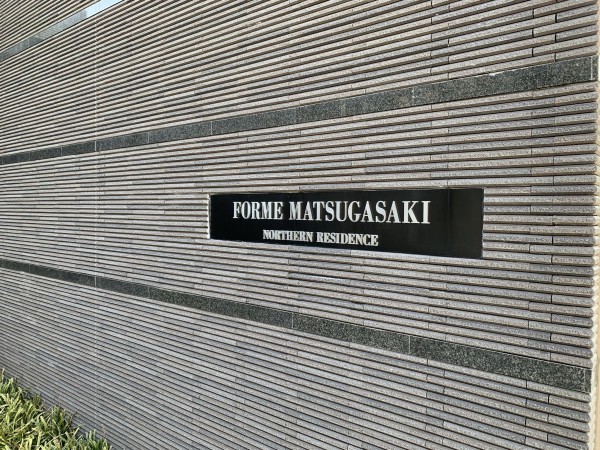 FORME MATSUGASAKI
NORTHERN RESIDENCE